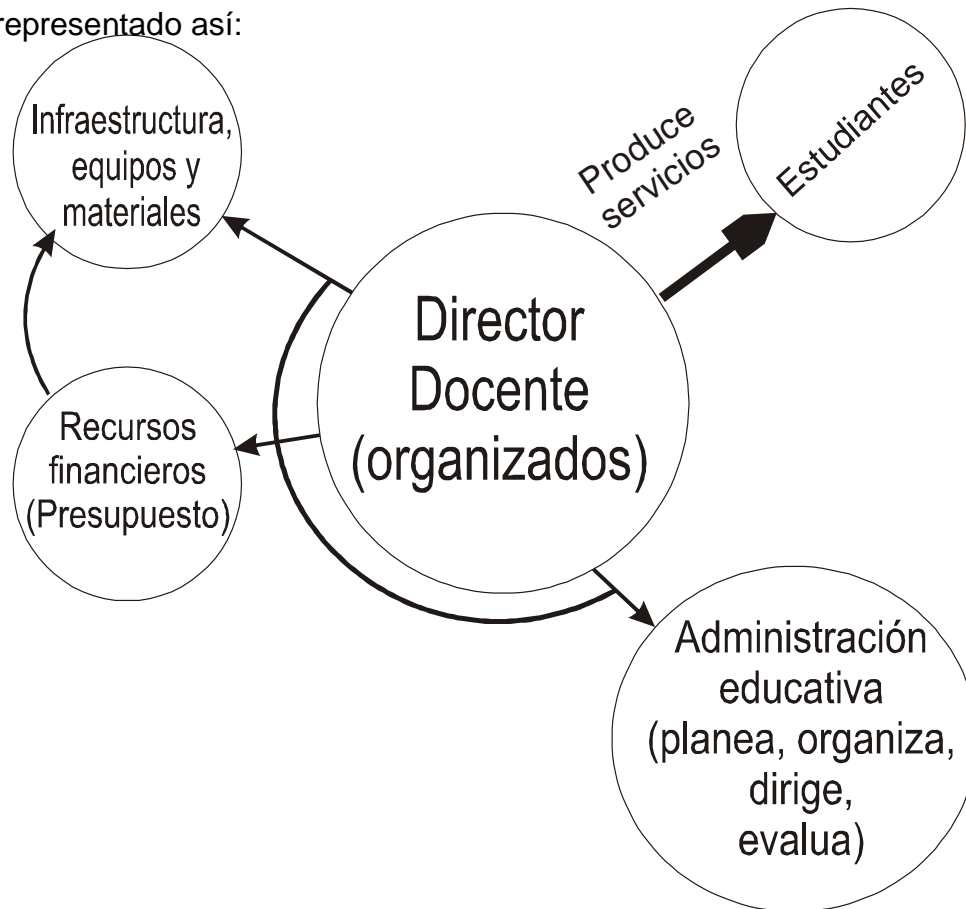 representado así:
Infraestructura,
equipos y
materiales
Produce
servicios
Estudiantes
Director
Docente
(organizados)
Recursos
financieros
(Presupuesto)
Administración
educativa
(planea, organiza,
dirige,
evalua)